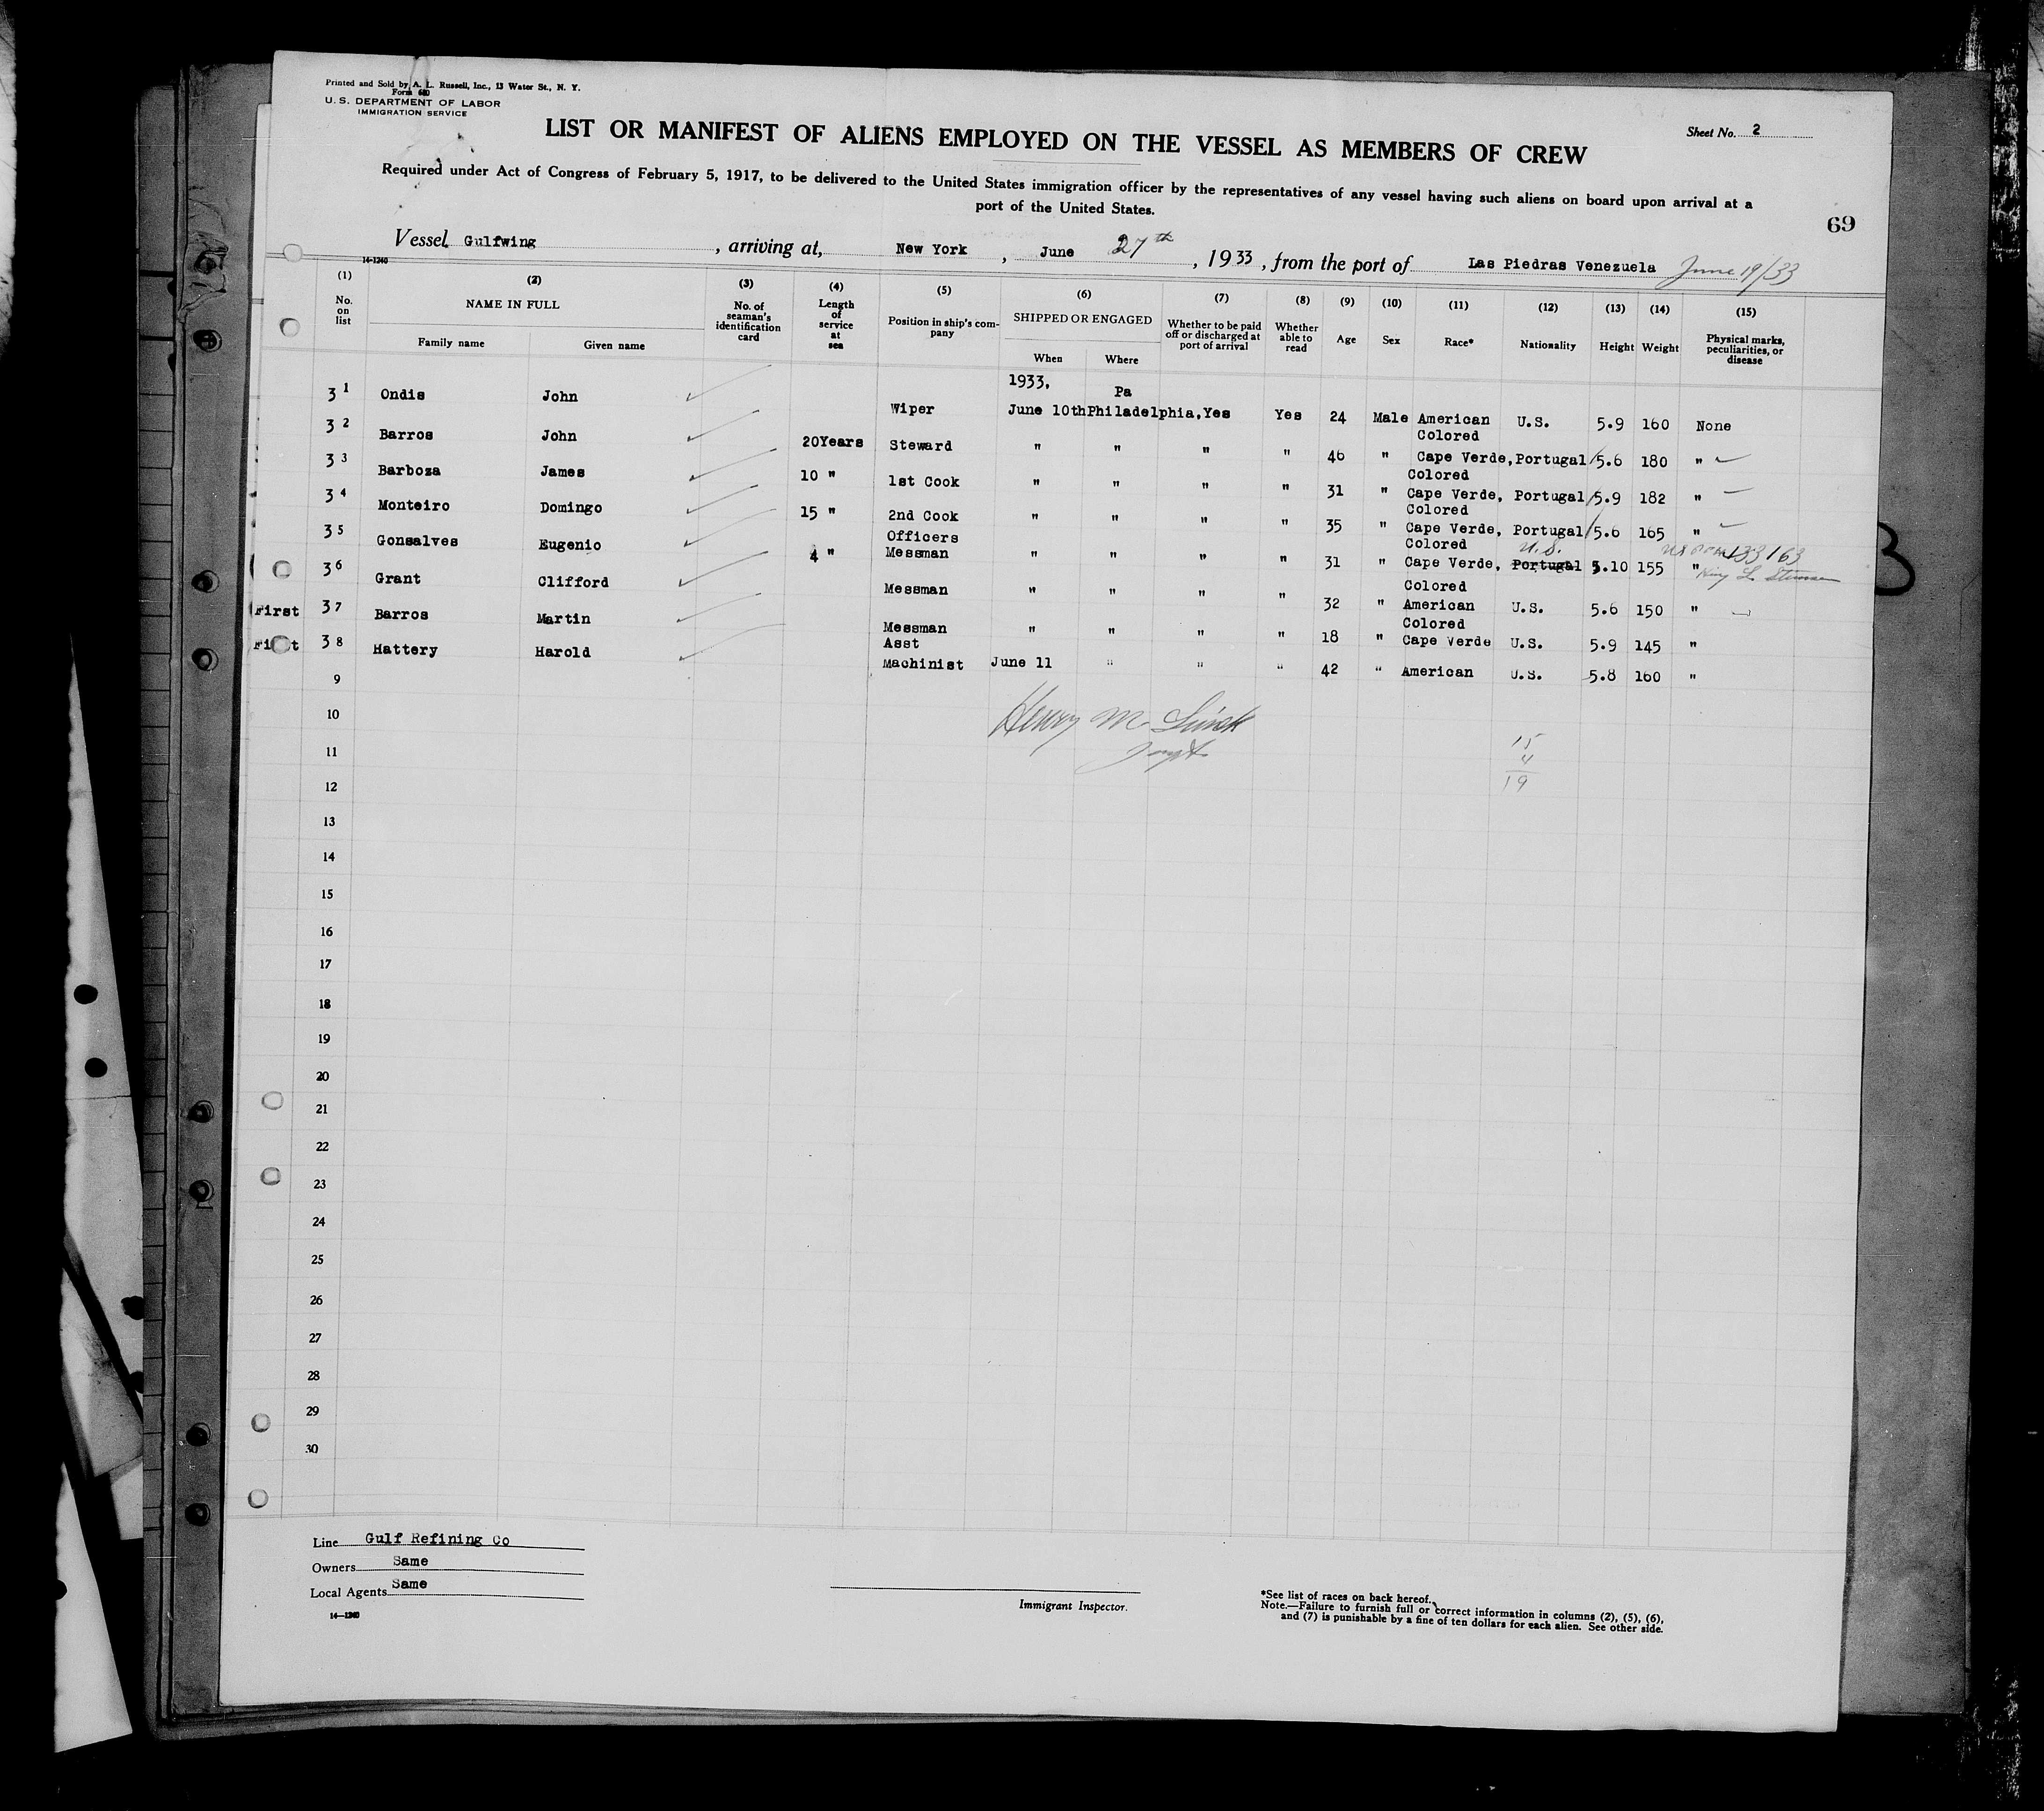 Printed and Sold by A. L. Russell, Inc., 13 Water St., N. Y.
Form 680
U. S. DEPARTMENT OF LABOR
IMMIGRATION SERVICE
Sheet No. 2
LIST OR MANIFEST OF ALIENS EMPLOYED ON THE VESSEL AS MEMBERS OF CREW
Required under Act of Congress of February 5, 1917, to be delivered to the United States immigration officer by the representatives of any vessel having such aliens on board upon arrival at a
port of the United States.
69
Vessel Gulfwing, arriving at, New York, June 27th, 1933, from the port of Las Piedras Venezuela June 19/33
14-1240
(1) (2) (3) (4) (5) (6) (7) (8) (9) (10) (11) (12) (13) (14) (15)
No. on list NAME IN FULL Family name Given name No. of seaman's identification card Length of service at sea Position in ship's company SHIPPED OR ENGAGED When Where Whether to be paid off or discharged at port of arrival Whether able to read Age Sex Race* Nationality Height Weight Physical marks, peculiarities, or disease
1933, Pa
31 Ondis John Wiper June 10th Philadelphia, Yes Yes 24 Male American U.S. 5.9 160 None
32 Barros John 20Years Steward " " " " 46 " Colored Cape Verde, Portugal 5.6 180 "
33 Barboza James 10 " 1st Cook " " " " 31 " Colored Cape Verde, Portugal 5.9 182 "
34 Monteiro Domingo 15 " 2nd Cook " " " " 35 " Colored Cape Verde, Portugal 5.6 165 "
35 Gonsalves Eugenio 4 " Officers Messman " " " " 31 " Colored Cape Verde, Portugal U.S. 5.10 155 " 133163
36 Grant Clifford Messman " " " " 32 " Colored American U.S. 5.6 150 "
First 37 Barros Martin Messman " " " " 18 " Colored Cape Verde U.S. 5.9 145 "
First 38 Hattery Harold Asst Machinist June 11 " " " 42 " American U.S. 5.8 160 "
9
10 Henry M.
11
15
4
19
12
13
14
15
16
17
18
19
20
21
22
23
24
25
26
27
28
29
30
Line Gulf Refining Co
Owners Same
Local Agents Same
14—1240
Immigrant Inspector.
*See list of races on back hereof.
Note.—Failure to furnish full or correct information in columns (2), (5), (6),
and (7) is punishable by a fine of ten dollars for each alien. See other side.
3